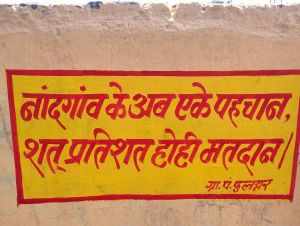 नांदगांव के अब एके पहचान,
शत् प्रतिशत होही मतदान।
ग्रा.पं.